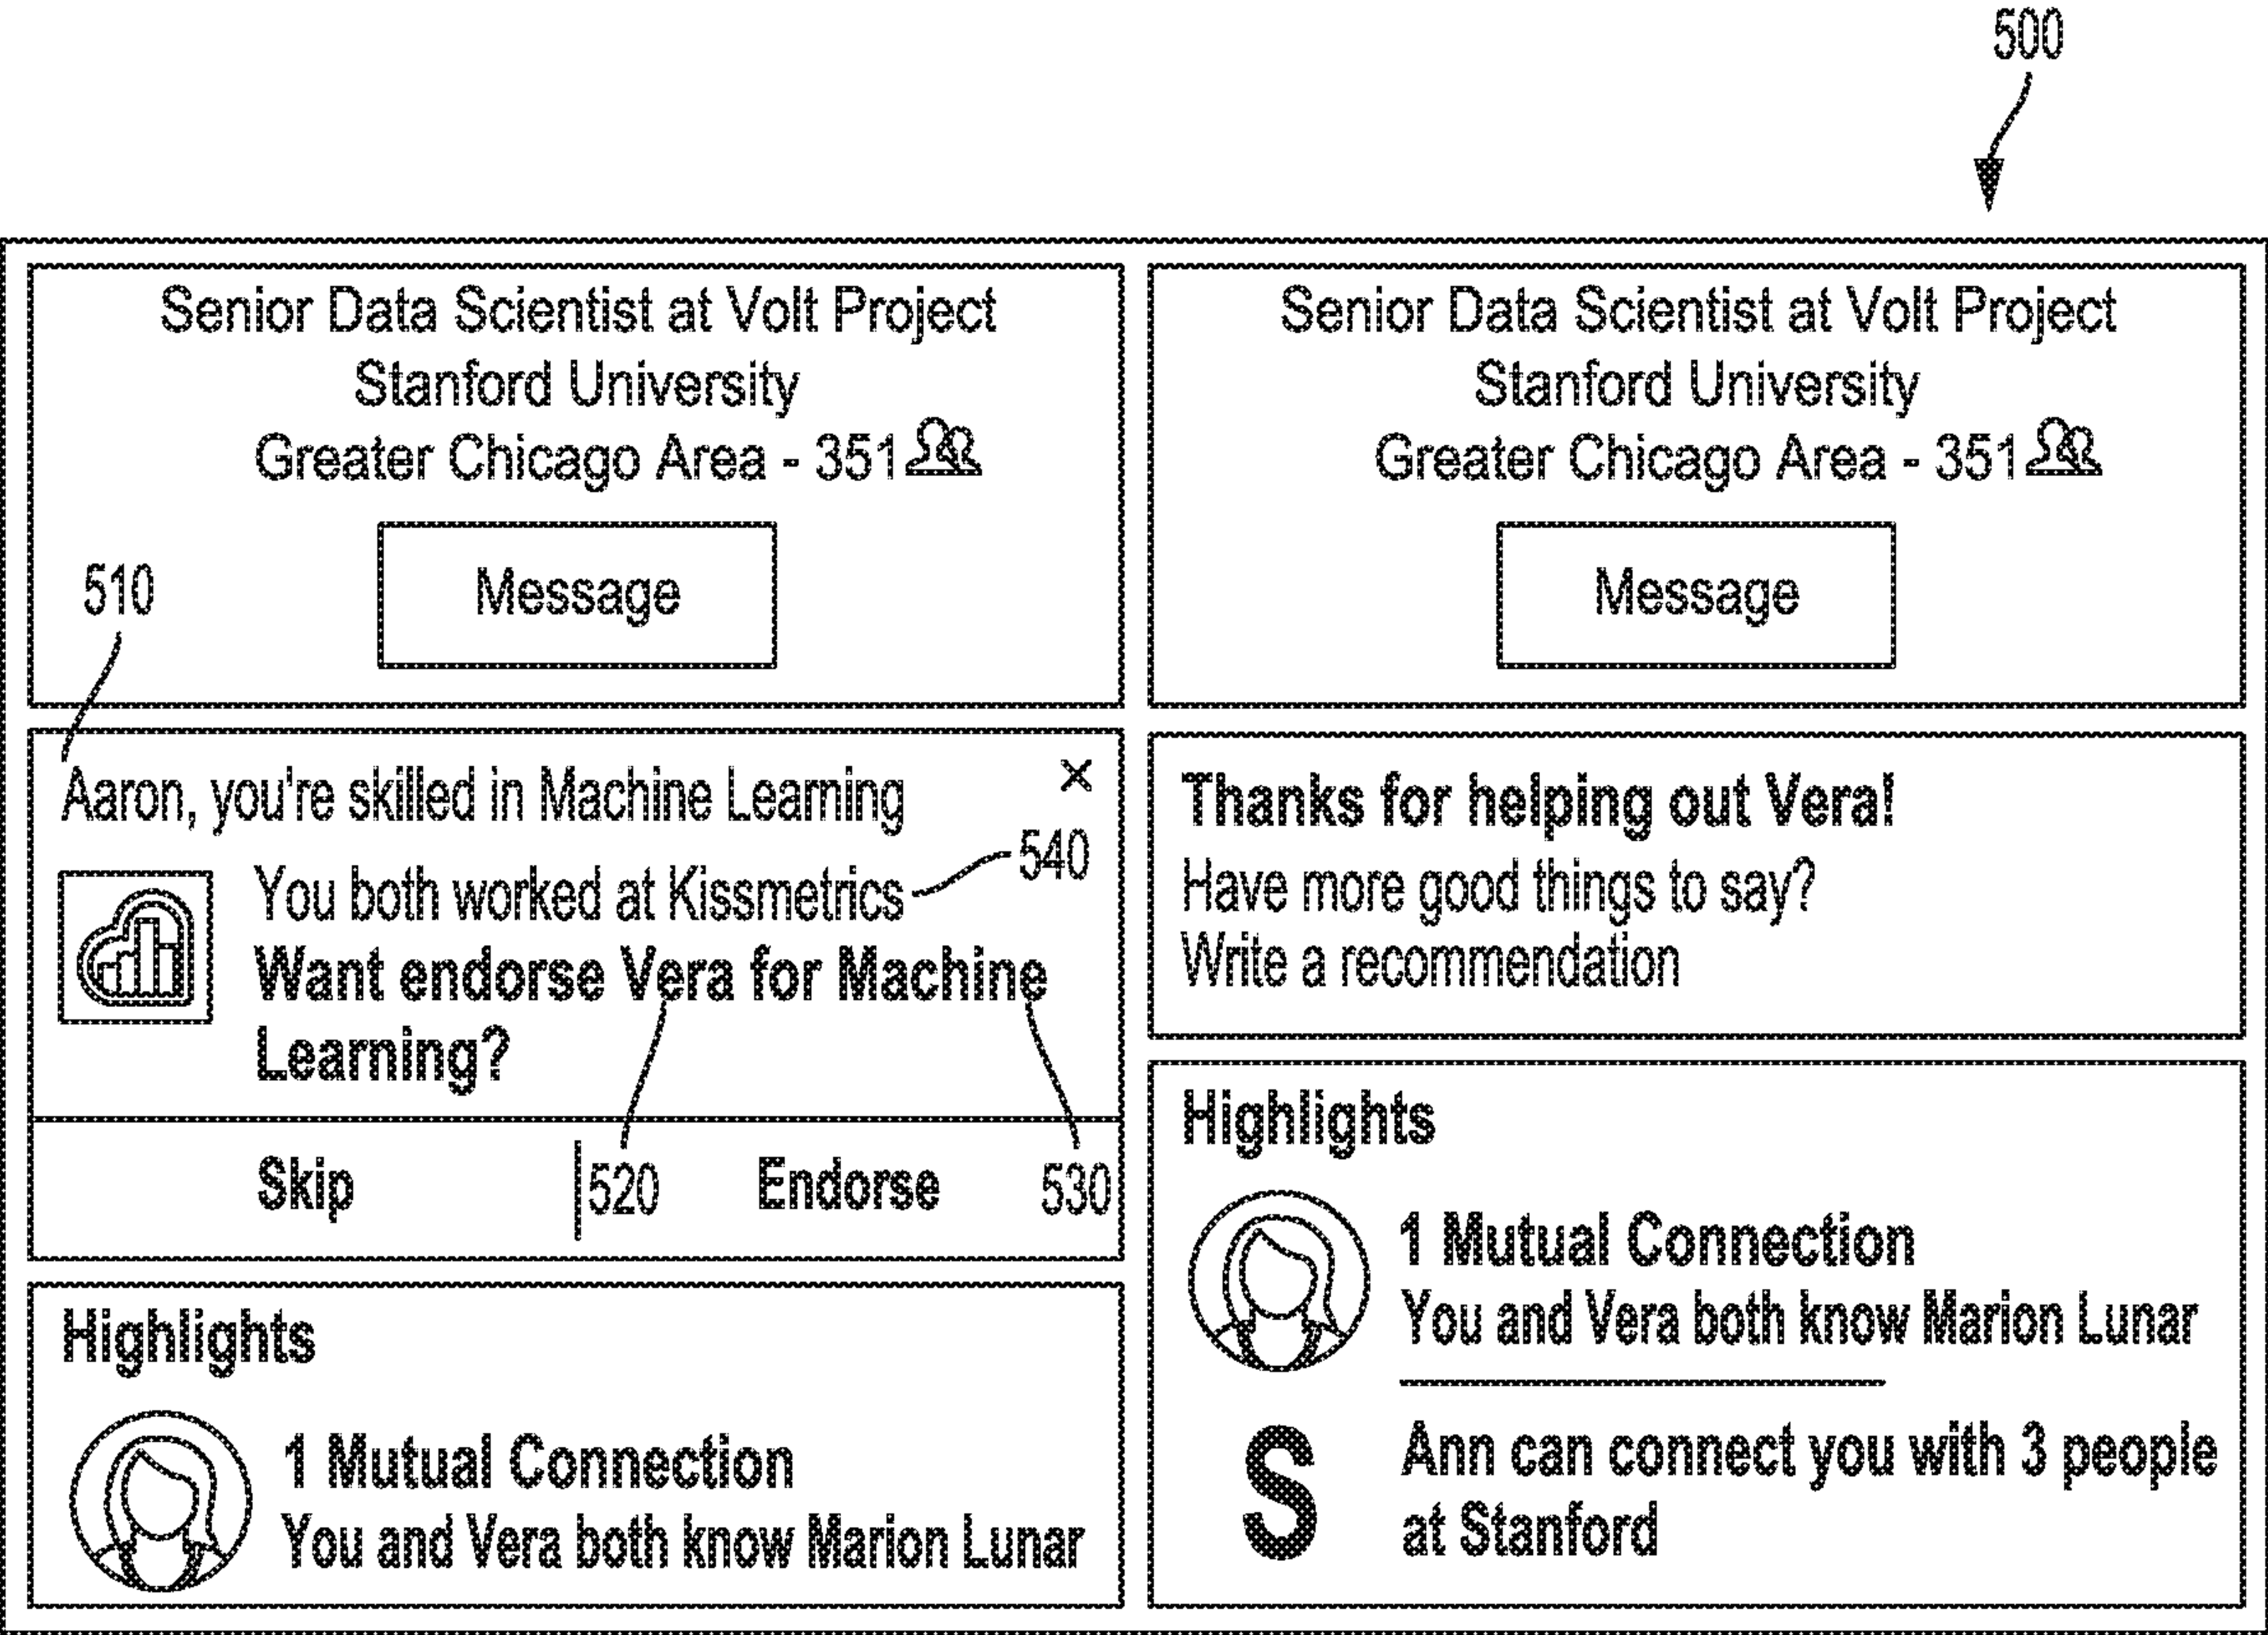 500
Senior Data Scientist at Volt Project
Stanford University
Greater Chicago Area - 351
Message
510
Aaron, you're skilled in Machine Learning
X
540
You both worked at Kissmetrics
Want endorse Vera for Machine
Learning?
Skip
520
Endorse
530
Highlights
1 Mutual Connection
You and Vera both know Marion Lunar
Senior Data Scientist at Volt Project
Stanford University
Greater Chicago Area - 351
Message
Thanks for helping out Vera!
Have more good things to say?
Write a recommendation
Highlights
1 Mutual Connection
You and Vera both know Marion Lunar
S
Ann can connect you with 3 people
at Stanford